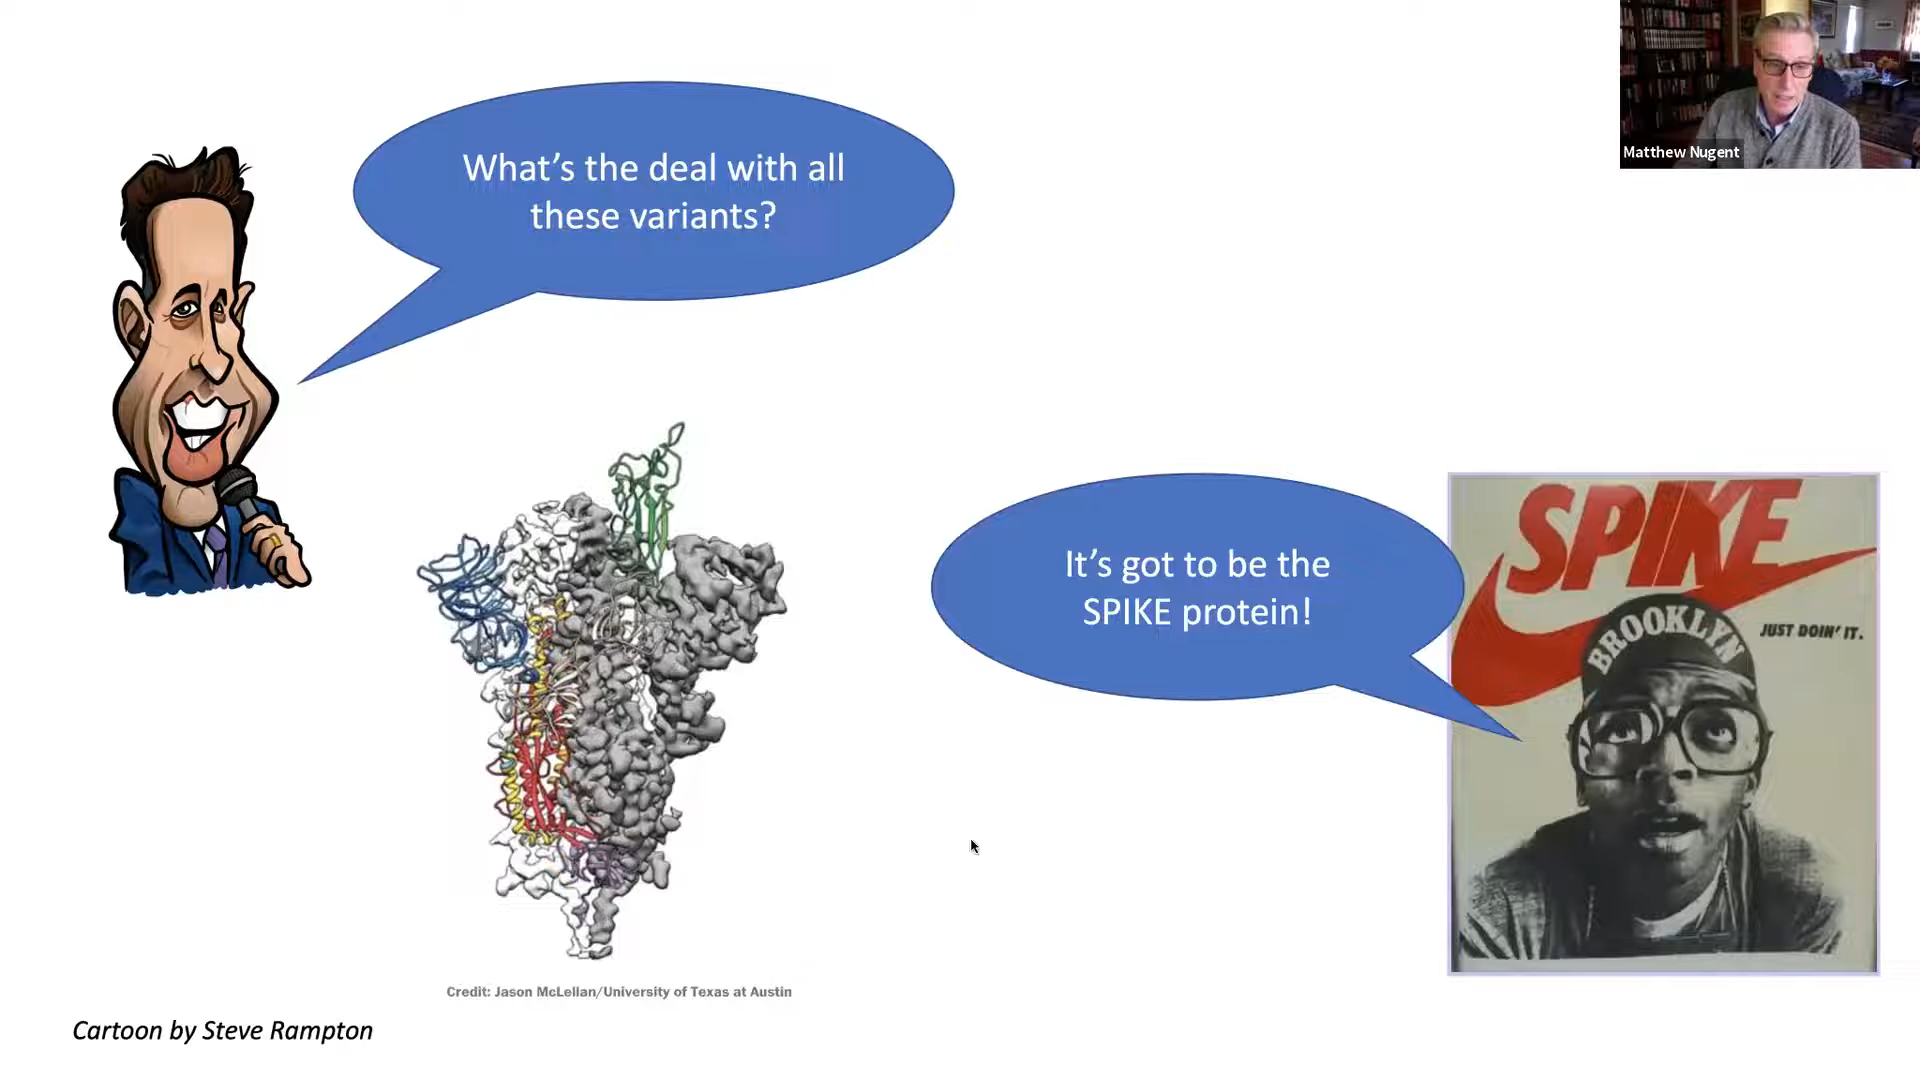 Matthew Nugent
What’s the deal with all
these variants?
It’s got to be the
SPIKE protein!
SPIKE
BROOKLYN
JUST DOIN' IT.
Credit: Jason McLellan/University of Texas at Austin
Cartoon by Steve Rampton